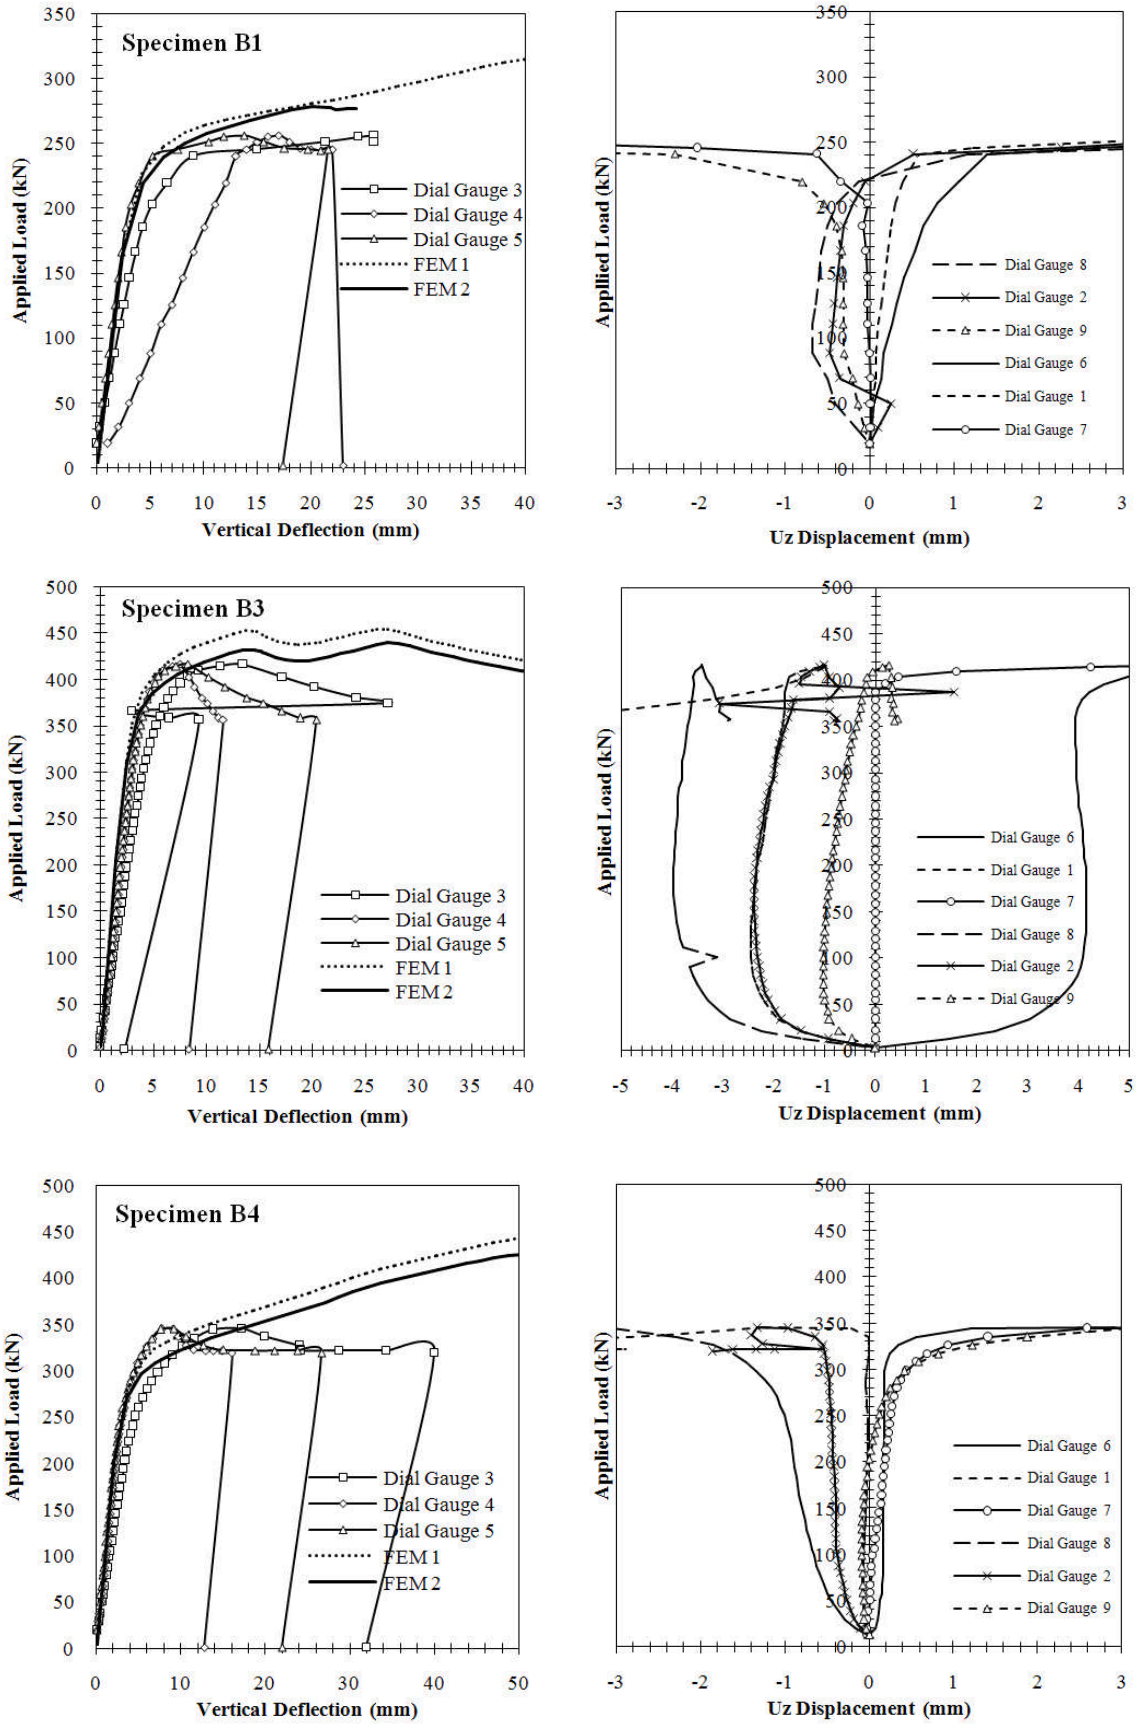 Specimen B1
350
300
250
200
150
100
50
0
Applied Load (kN)
Dial Gauge 3
Dial Gauge 4
Dial Gauge 5
FEM 1
FEM 2
0 5 10 15 20 25 30 35 40
Vertical Deflection (mm)
350
300
250
200
150
100
50
0
Appllied Load (kN)
Dial Gauge 8
Dial Gauge 2
Dial Gauge 9
Dial Gauge 6
Dial Gauge 1
Dial Gauge 7
-3 -2 -1 0 1 2 3
Uz Displacement (mm)
Specimen B3
500
450
400
350
300
250
200
150
100
50
0
Applied Load (kN)
Dial Gauge 3
Dial Gauge 4
Dial Gauge 5
FEM 1
FEM 2
0 5 10 15 20 25 30 35 40
Vertical Deflection (mm)
500
450
400
350
300
250
200
150
100
50
0
Applied Load (kN)
Dial Gauge 6
Dial Gauge 1
Dial Gauge 7
Dial Gauge 8
Dial Gauge 2
Dial Gauge 9
-5 -4 -3 -2 -1 0 1 2 3 4 5
Uz Displacement (mm)
Specimen B4
500
450
400
350
300
250
200
150
100
50
0
Applied Load (kN)
Dial Gauge 3
Dial Gauge 4
Dial Gauge 5
FEM 1
FEM 2
0 10 20 30 40 50
Vertical Deflection (mm)
500
450
400
350
300
250
200
150
100
50
0
Applied Load (kN)
Dial Gauge 6
Dial Gauge 1
Dial Gauge 7
Dial Gauge 8
Dial Gauge 2
Dial Gauge 9
-3 -2 -1 0 1 2 3
Uz Displacement (mm)